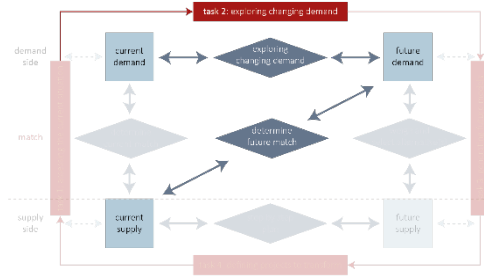 task 2: exploring changing demand
demand
side
current
demand
exploring
changing demand
future
demand
match
determine
future match
supply
side
current
supply
future
supply